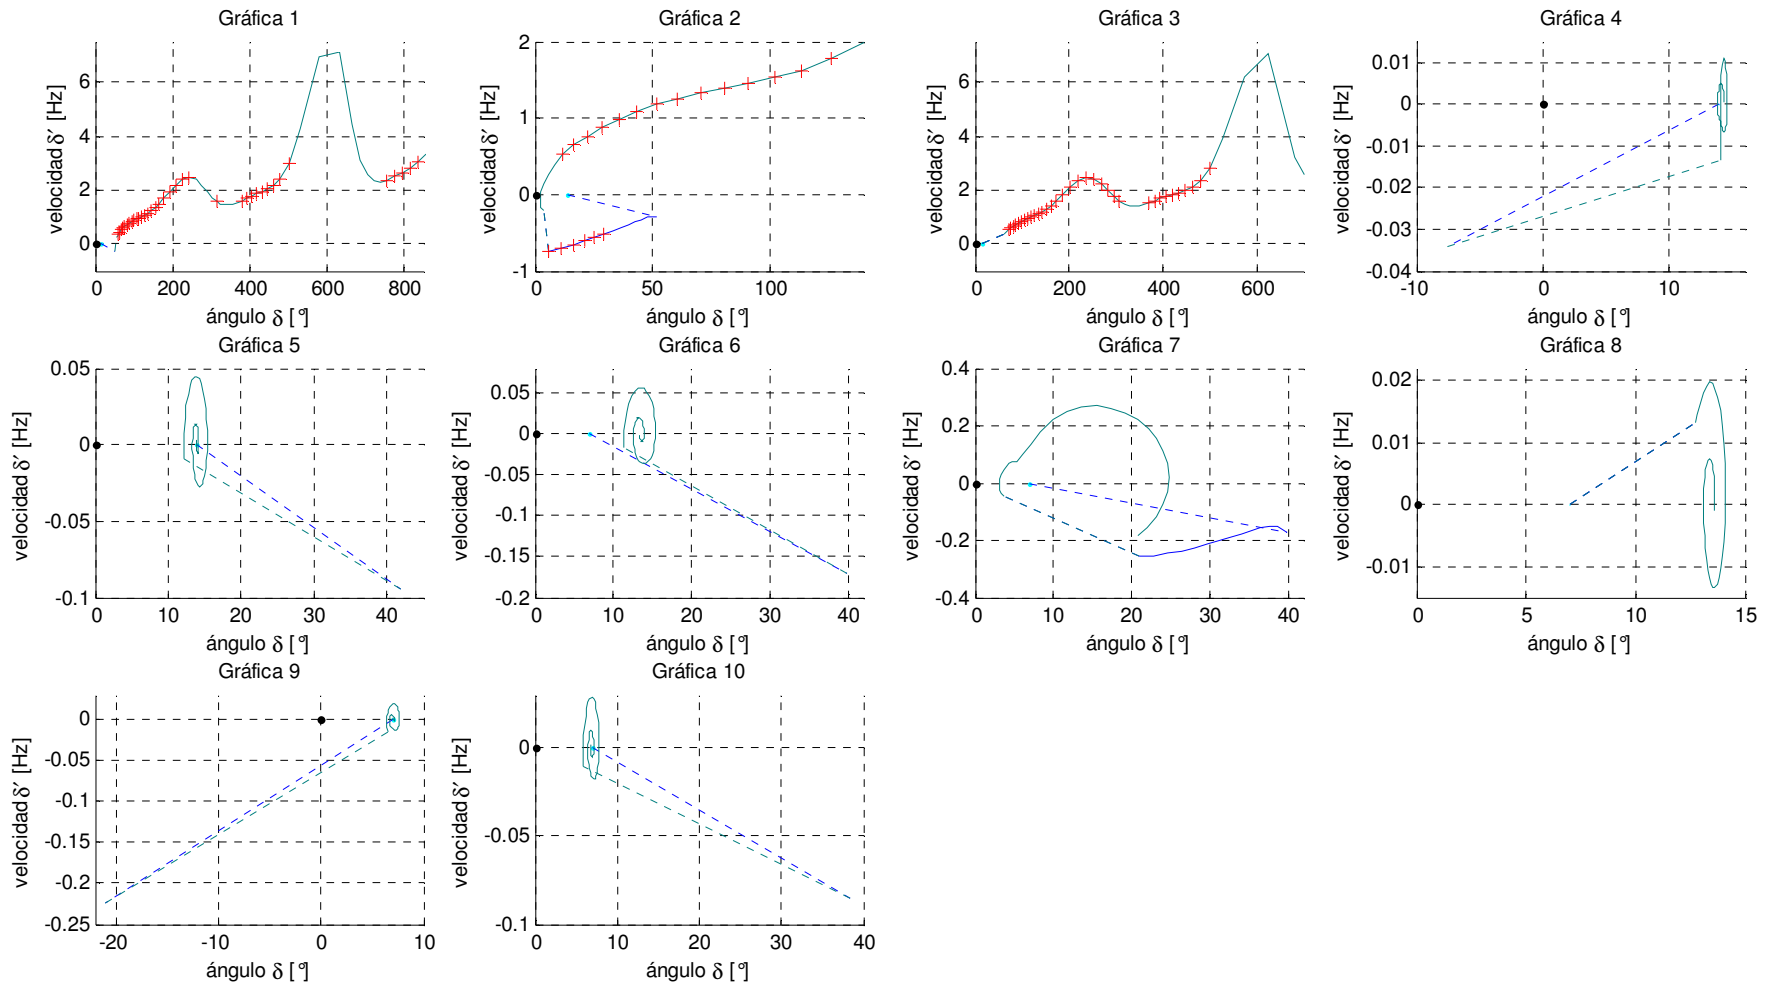 Gráfica 1
velocidad δ′ [Hz]
6
4
2
0
0 200 400 600 800
ángulo δ [°]
Gráfica 2
velocidad δ′ [Hz]
2
1
0
-1
0 50 100
ángulo δ [°]
Gráfica 3
velocidad δ′ [Hz]
6
4
2
0
0 200 400 600
ángulo δ [°]
Gráfica 4
velocidad δ′ [Hz]
0.01
0
-0.01
-0.02
-0.03
-0.04
-10 0 10
ángulo δ [°]
Gráfica 5
velocidad δ′ [Hz]
0.05
0
-0.05
-0.1
0 10 20 30 40
ángulo δ [°]
Gráfica 6
velocidad δ′ [Hz]
0.05
0
-0.05
-0.1
-0.15
-0.2
0 10 20 30 40
ángulo δ [°]
Gráfica 7
velocidad δ′ [Hz]
0.4
0.2
0
-0.2
-0.4
0 10 20 30 40
ángulo δ [°]
Gráfica 8
velocidad δ′ [Hz]
0.02
0.01
0
-0.01
0 5 10 15
ángulo δ [°]
Gráfica 9
velocidad δ′ [Hz]
0
-0.05
-0.1
-0.15
-0.2
-0.25
-20 -10 0 10
ángulo δ [°]
Gráfica 10
velocidad δ′ [Hz]
0
-0.05
-0.1
0 10 20 30 40
ángulo δ [°]